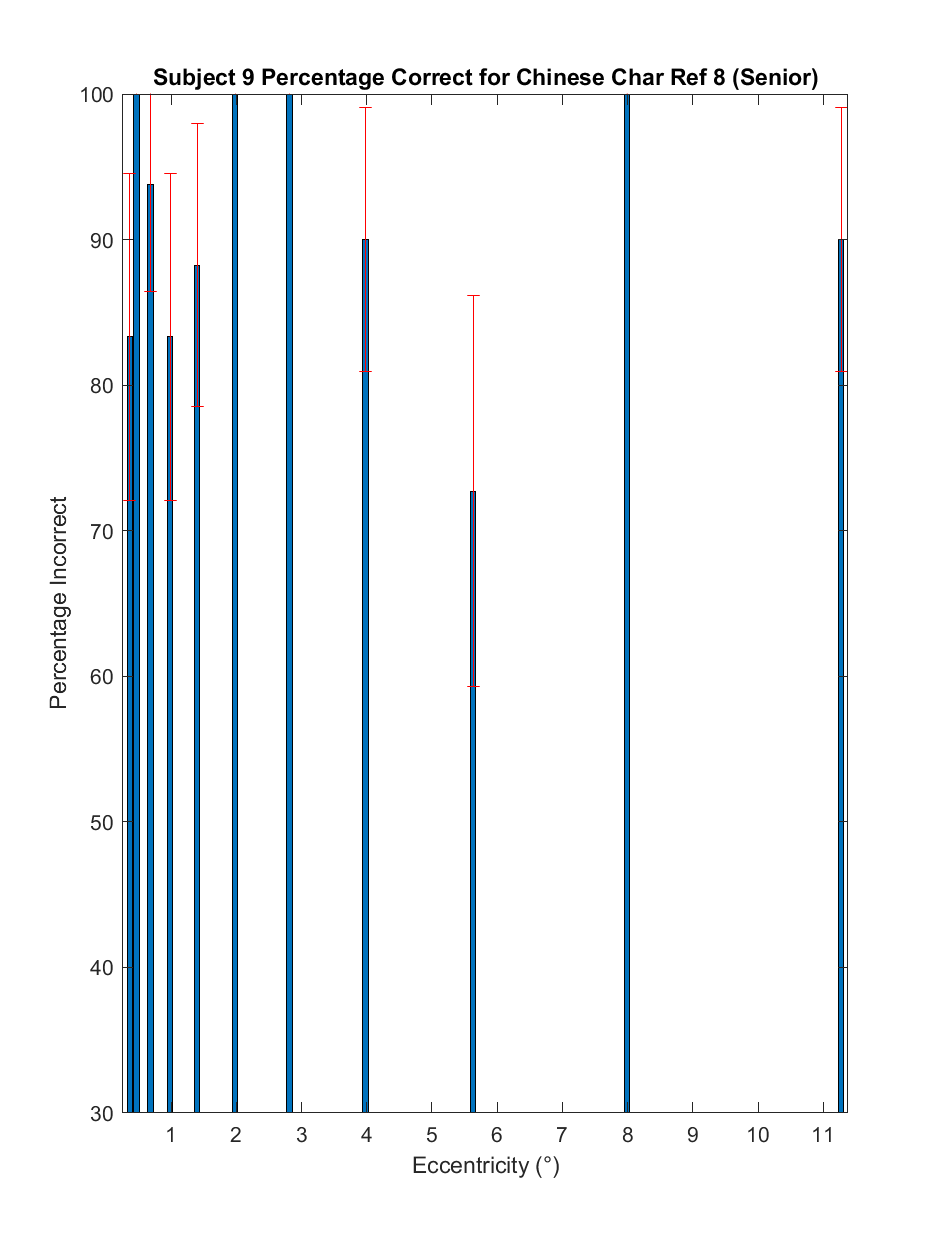 Subject 9 Percentage Correct for Chinese Char Ref 8 (Senior)
100
90
80
70
60
50
40
30
Percentage Incorrect
1 2 3 4 5 6 7 8 9 10 11
Eccentricity (°)